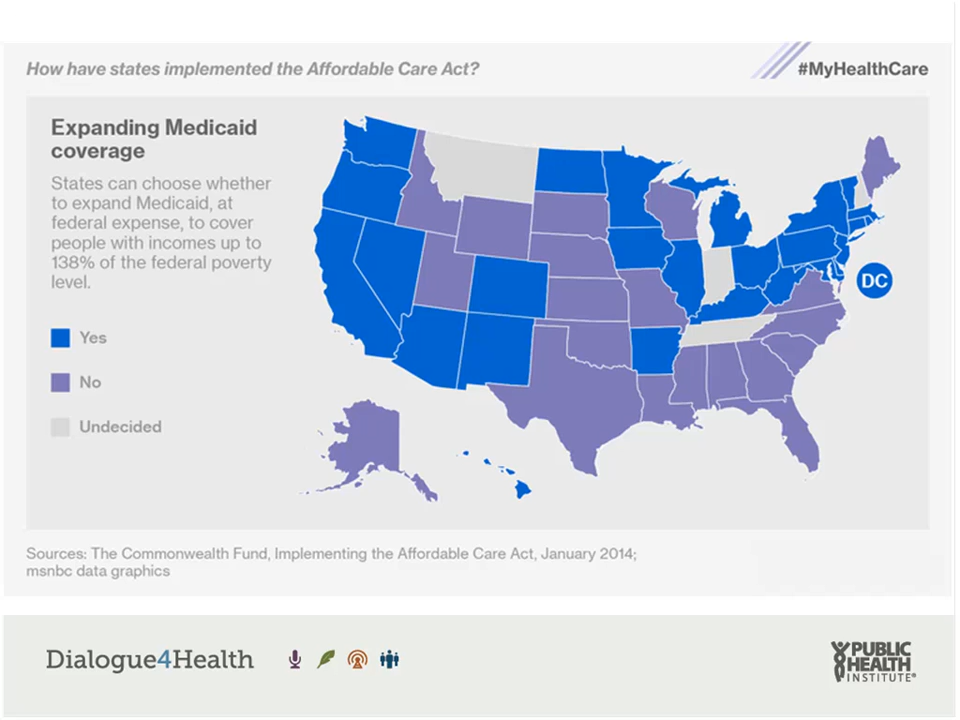 How have states implemented the Affordable Care Act?
#MyHealthCare
Expanding Medicaid
coverage
States can choose whether
to expand Medicaid, at
federal expense, to cover
people with incomes up to
138% of the federal poverty
level.
Yes
No
Undecided
DC
Sources: The Commonwealth Fund, Implementing the Affordable Care Act, January 2014;
msnbc data graphics
Dialogue4Health
PUBLIC
HEALTH
INSTITUTE®